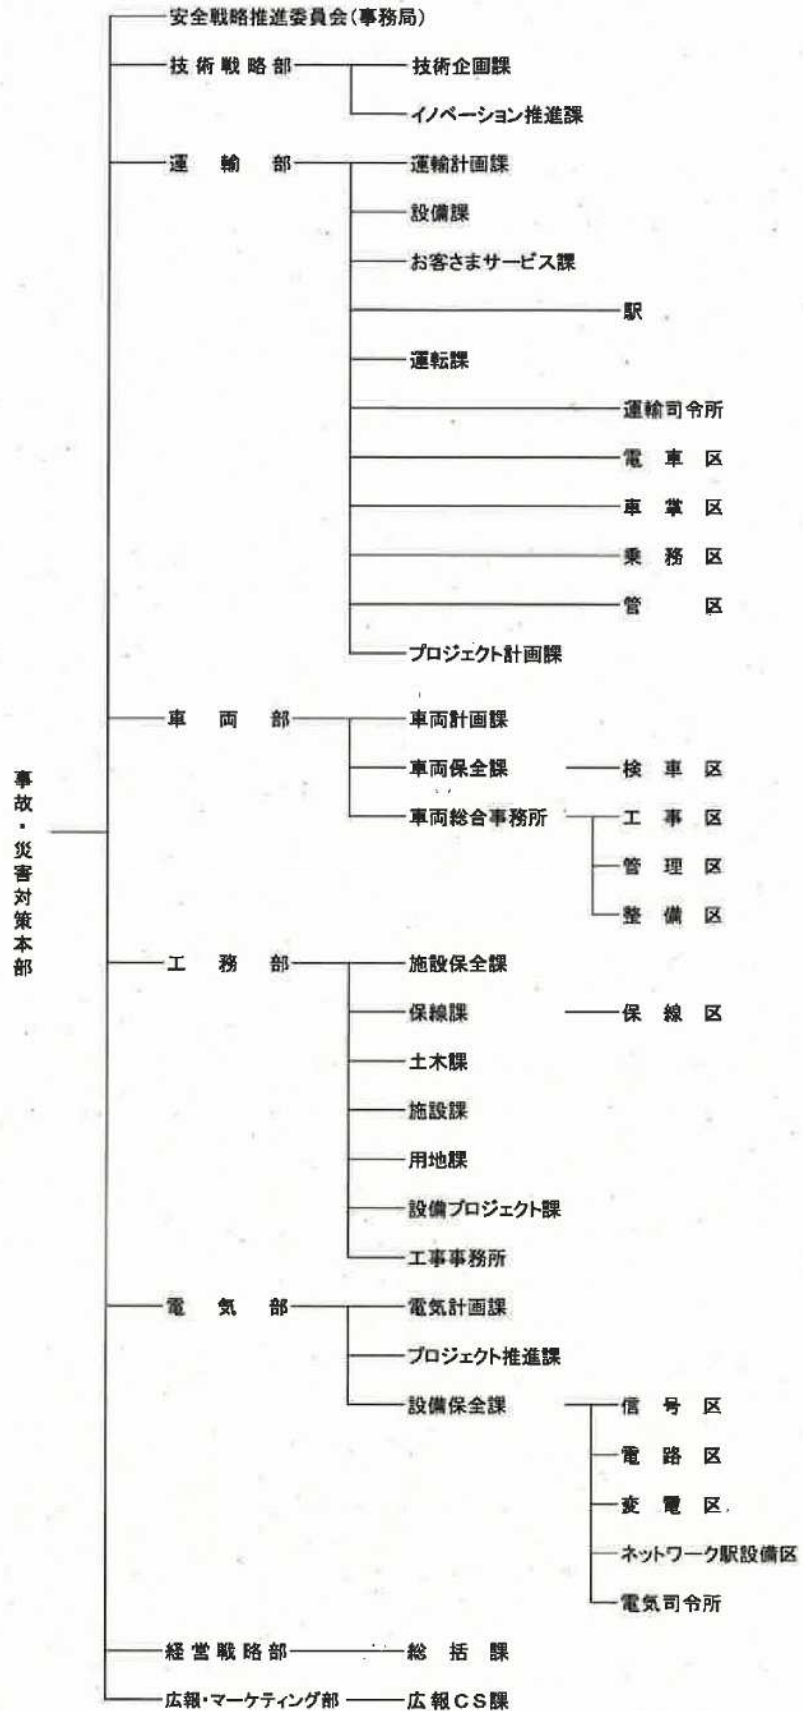 安全戦略推進委員会（事務局）
技術戦略部 技術企画課
イノベーション推進課
運輸部 運輸計画課
設備課
お客さまサービス課
駅
運転課
運輸司令所
電車区
車掌区
乗務区
管区
プロジェクト計画課
車両部 車両計画課
車両保全課 検車区
車両総合事務所 工事区
管理区
整備区
事故・災害対策本部
工務部 施設保全課
保線課 保線区
土木課
施設課
用地課
設備プロジェクト課
工事事務所
電気部 電気計画課
プロジェクト推進課
設備保全課 信号区
電路区
変電区
ネットワーク駅設備区
電気司令所
経営戦略部 総括課
広報・マーケティング部 広報CS課